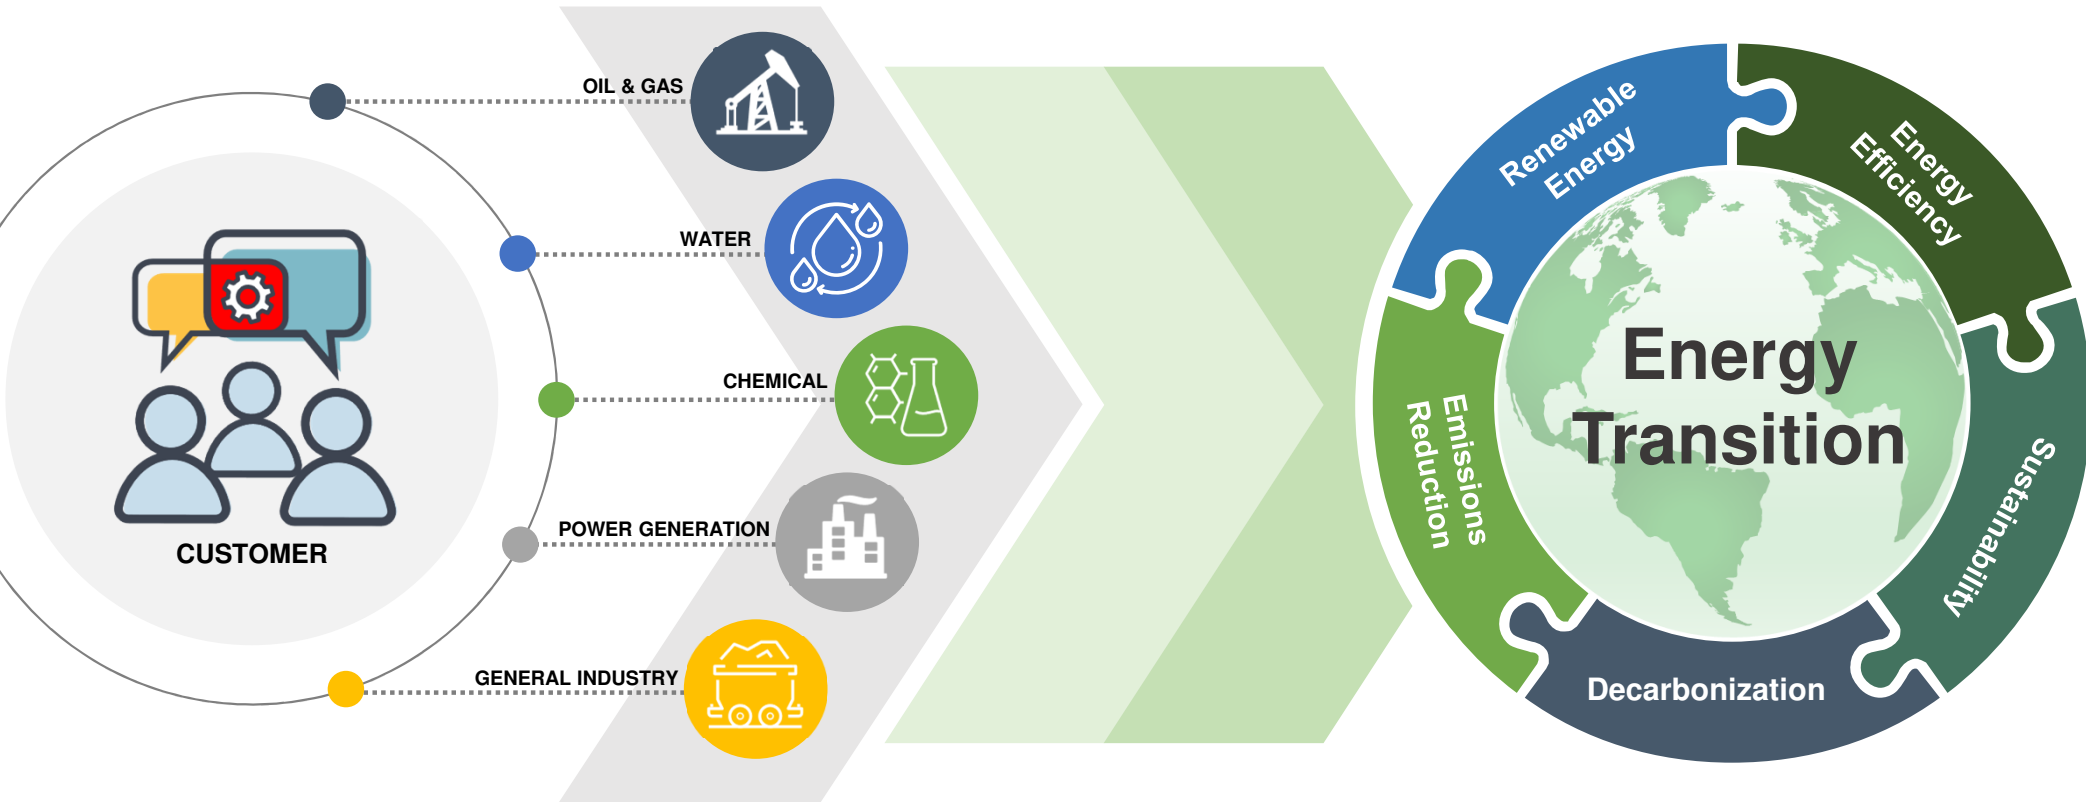 OIL & GAS
WATER
CHEMICAL
POWER GENERATION
GENERAL INDUSTRY
CUSTOMER
Renewable
Energy
Energy
Efficiency
Emissions
Reduction
Sustainability
Decarbonization
Energy
Transition